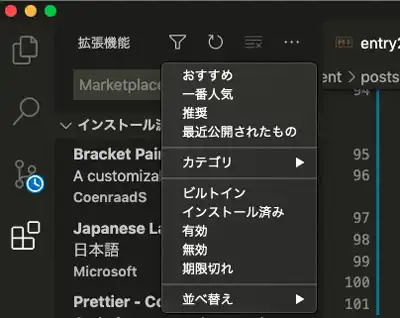 拡張機能
entry2
Marketplace
ent > posts
おすすめ
一番人気
推奨
最近公開されたもの
カテゴリ
ビルトイン
インストール済み
有効
無効
期限切れ
並べ替え
インストール済
Bracket Pai
A customiza
CoenraadS
Japanese La
日本語
Microsoft
Prettier - Co
94
95
96
97
98
99
100
101